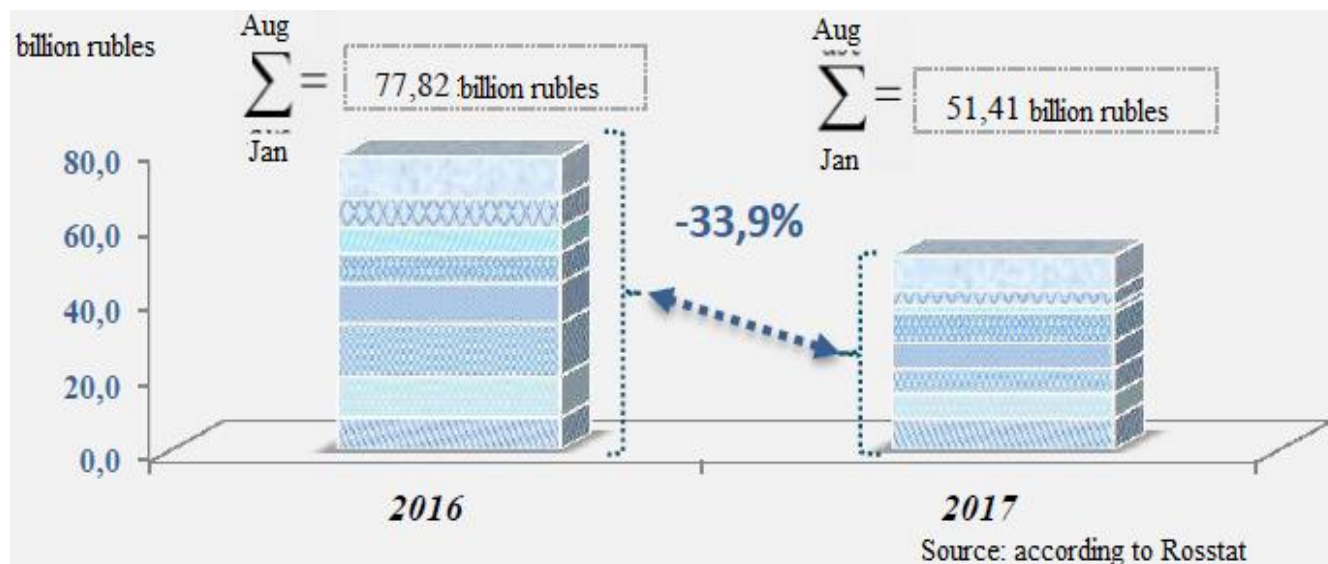 billion rubles
Aug
∑ =
77,82 billion rubles
Jan
Aug
∑ =
51,41 billion rubles
Jan
80,0
60,0
40,0
20,0
0,0
-33,9%
2016
2017
Source: according to Rosstat